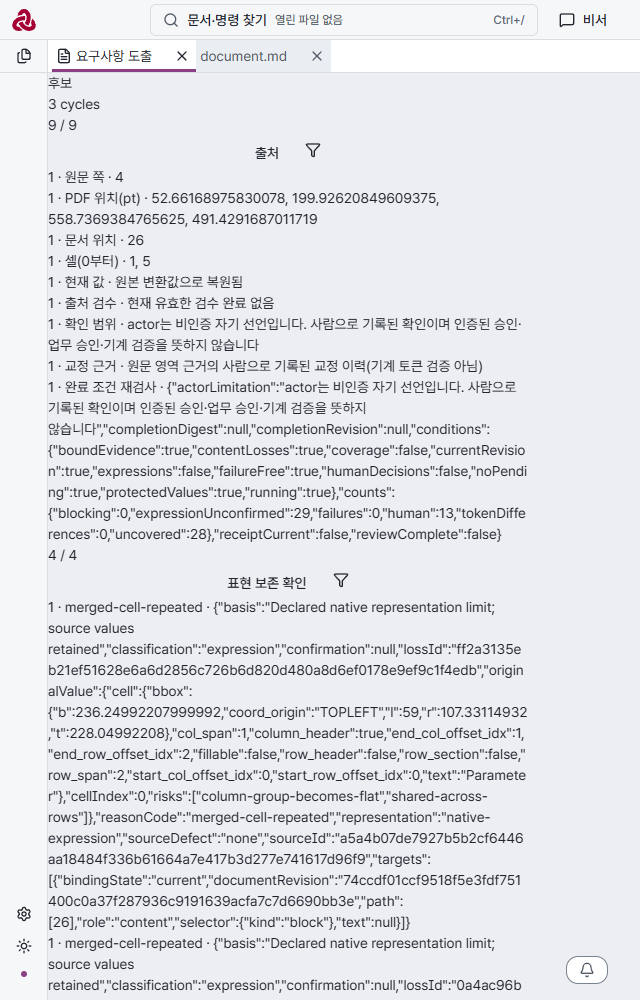 문서·명령 찾기 열린 파일 없음 Ctrl+/
비서
요구사항 도출
document.md
후보
3 cycles
9 / 9
출처
1 · 원문 쪽 · 4
1 · PDF 위치(pt) · 52.66168975830078, 199.92620849609375,
558.7369384765625, 491.4291687011719
1 · 문서 위치 · 26
1 · 셀(0부터) · 1, 5
1 · 현재 값 · 원본 변환값으로 복원됨
1 · 출처 검수 · 현재 유효한 검수 완료 없음
1 · 확인 범위 · actor는 비인증 자기 선언입니다. 사람으로 기록된 확인이며 인증된 승인·
업무 승인·기계 검증을 뜻하지 않습니다
1 · 교정 근거 · 원문 영역 근거의 사람으로 기록된 교정 이력(기계 토큰 검증 아님)
1 · 완료 조건 재검사 · {"actorLimitation":"actor는 비인증 자기 선언입니다. 사람으로
기록된 확인이며 인증된 승인·업무 승인·기계 검증을 뜻하지
않습니다","completionDigest":null,"completionRevision":null,"conditions":
{"boundEvidence":true,"contentLosses":true,"coverage":false,"currentRevisio
n":true,"expressions":false,"failureFree":true,"humanDecisions":false,"noPendi
ng":true,"protectedValues":true,"running":true},"counts":
{"blocking":0,"expressionUnconfirmed":29,"failures":0,"human":13,"tokenDiffe
rences":0,"uncovered":28},"receiptCurrent":false,"reviewComplete":false}
4 / 4
표현 보존 확인
1 · merged-cell-repeated · {"basis":"Declared native representation limit;
source values
retained","classification":"expression","confirmation":null,"lossId":"ff2a3135e
b21ef51628e6a6d2856c726b6d820d480a8d6ef0178e9ef9c1f4edb","origin
alValue":{"cell":{"bbox":
{"b":236.24992207999992,"coord_origin":"TOPLEFT","l":59,"r":107.33114932
,"t":228.04992208},"col_span":1,"column_header":true,"end_col_offset_idx":1,
"end_row_offset_idx":2,"fillable":false,"row_header":false,"row_section":false,"
row_span":2,"start_col_offset_idx":0,"start_row_offset_idx":0,"text":"Paramete
r"},"cellIndex":0,"risks":["column-group-becomes-flat","shared-across-
rows"]},"reasonCode":"merged-cell-repeated","representation":"native-
expression","sourceDefect":"none","sourceId":"a5a4b07de7927b5b2cf6446
aa18484f336b61664a7e417b3d277e741617d96f9","targets":
[{"bindingState":"current","documentRevision":"74ccdf01ccf9518f5e3fdf751
400c0a37f287936c9191639acfa7c7d6690bb3e","path":
[26],"role":"content","selector":{"kind":"block"},"text":null}]}
1 · merged-cell-repeated · {"basis":"Declared native representation limit;
source values
retained","classification":"expression","confirmation":null,"lossId":"0a4ac96b